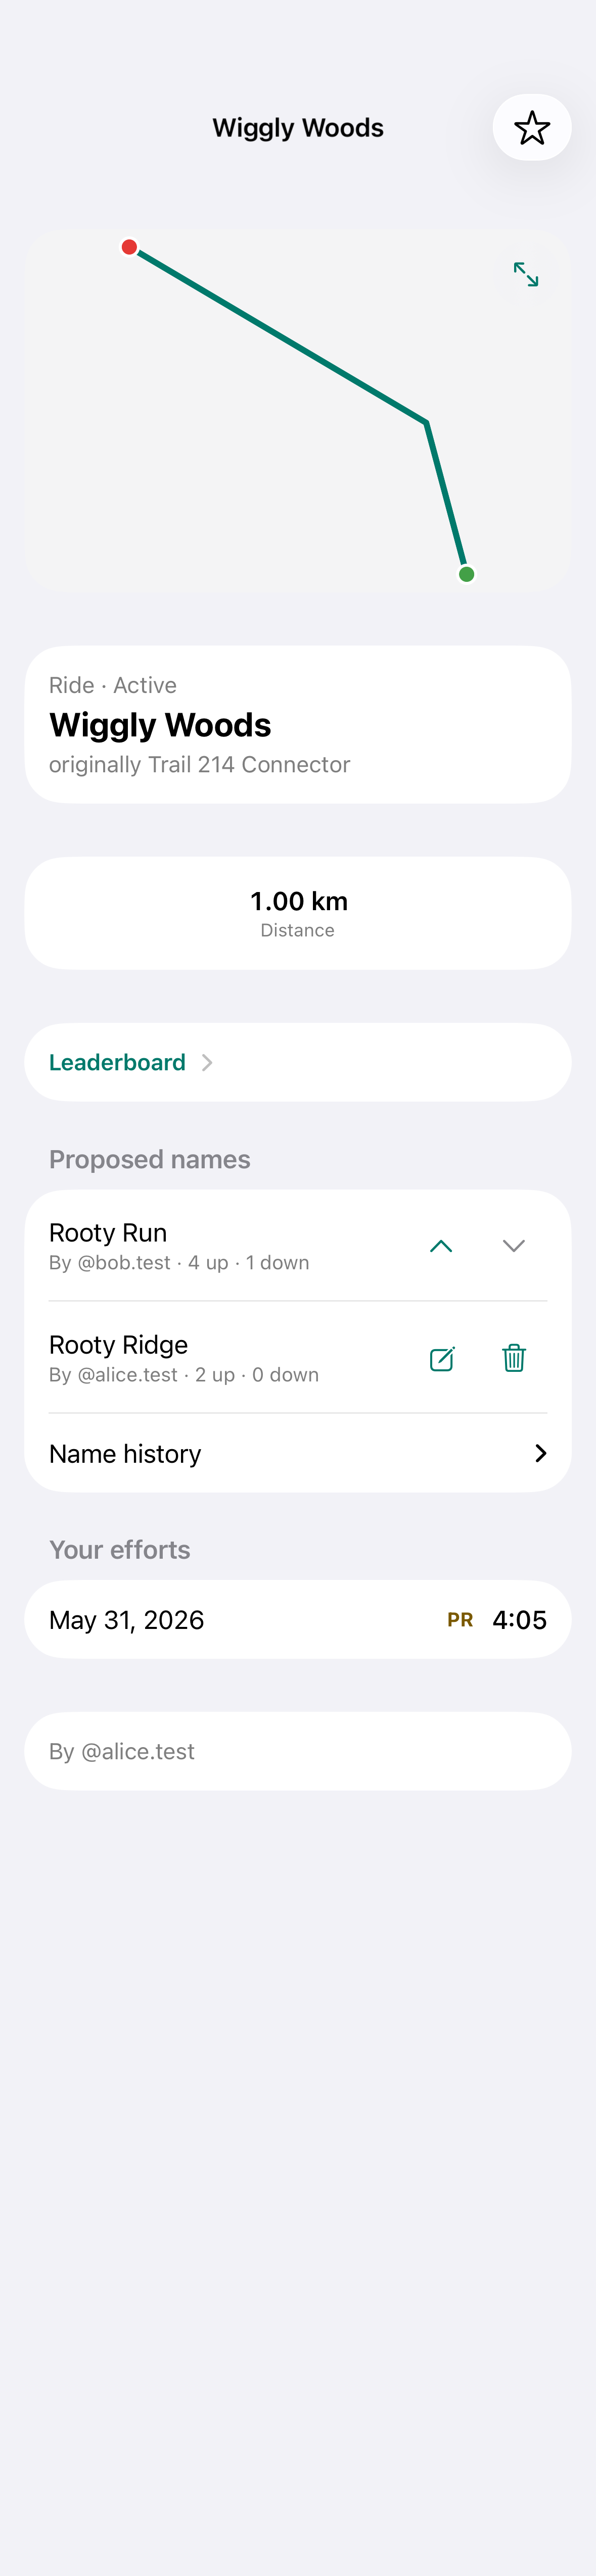 Wiggly Woods
Ride · Active
Wiggly Woods
originally Trail 214 Connector
1.00 km
Distance
Leaderboard
Proposed names
Rooty Run
By @bob.test · 4 up · 1 down
Rooty Ridge
By @alice.test · 2 up · 0 down
Name history
Your efforts
May 31, 2026 PR 4:05
By @alice.test